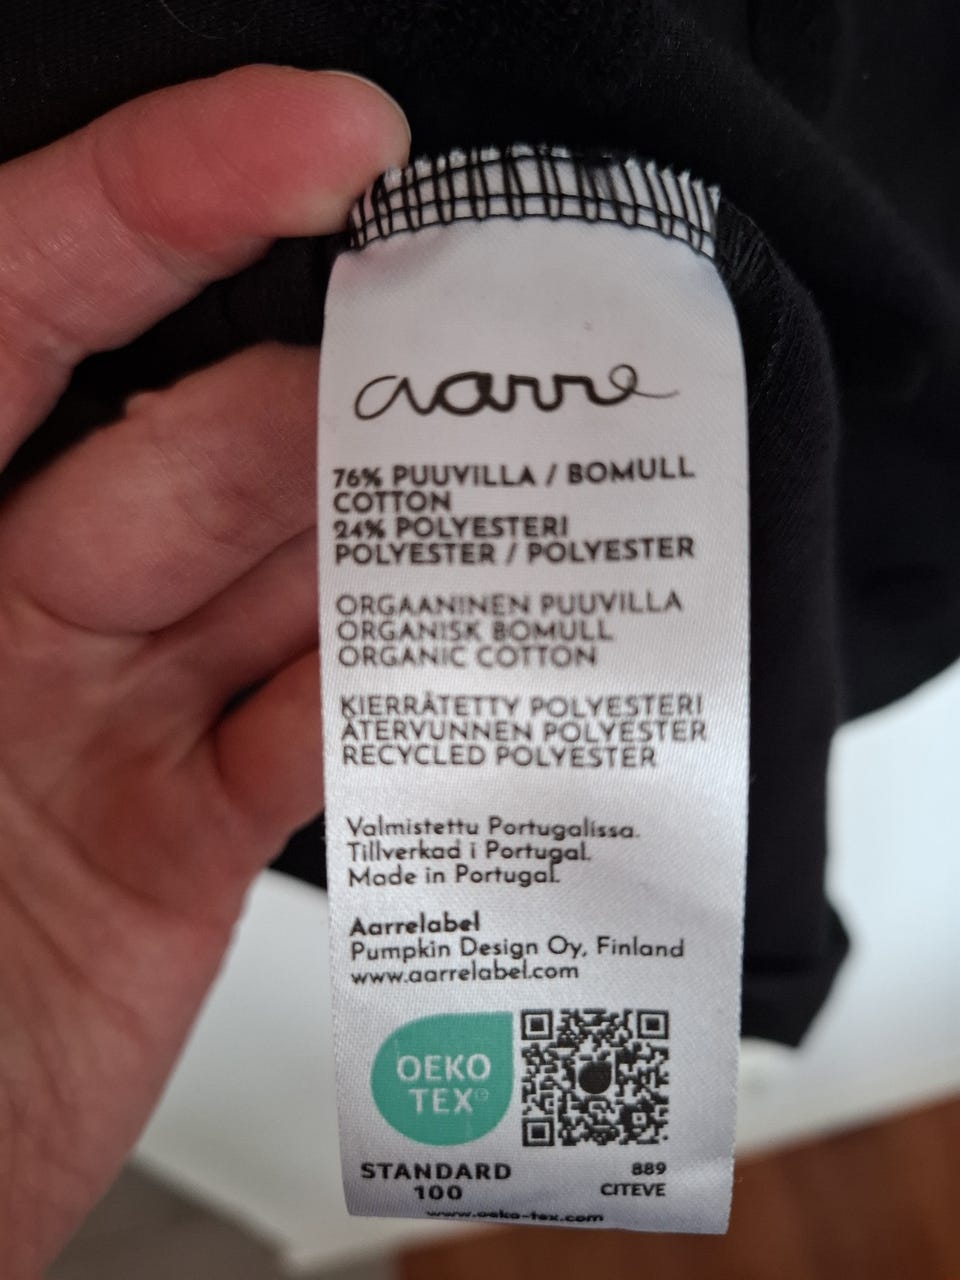 aarre
76% PUUVILLA / BOMULL
COTTON
24% POLYESTERI
POLYESTER / POLYESTER
ORGAANINEN PUUVILLA
ORGANISK BOMULL
ORGANIC COTTON
KIERRÄTETTY POLYESTERI
ÅTERVUNNEN POLYESTER
RECYCLED POLYESTER
Valmistettu Portugalissa.
Tillverkad i Portugal.
Made in Portugal.
Aarrelabel
Pumpkin Design Oy, Finland
www.aarrelabel.com
OEKO
TEX®
STANDARD
100
889
CITEVE
www.oeko-tex.com